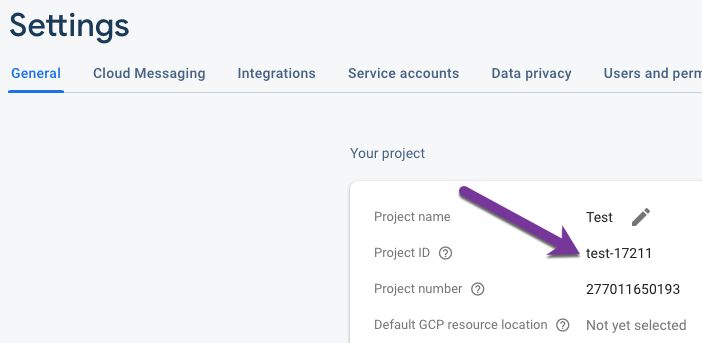 Settings
General Cloud Messaging Integrations Service accounts Data privacy Users and perm
Your project
Project name Test
Project ID test-17211
Project number 277011650193
Default GCP resource location Not yet selected